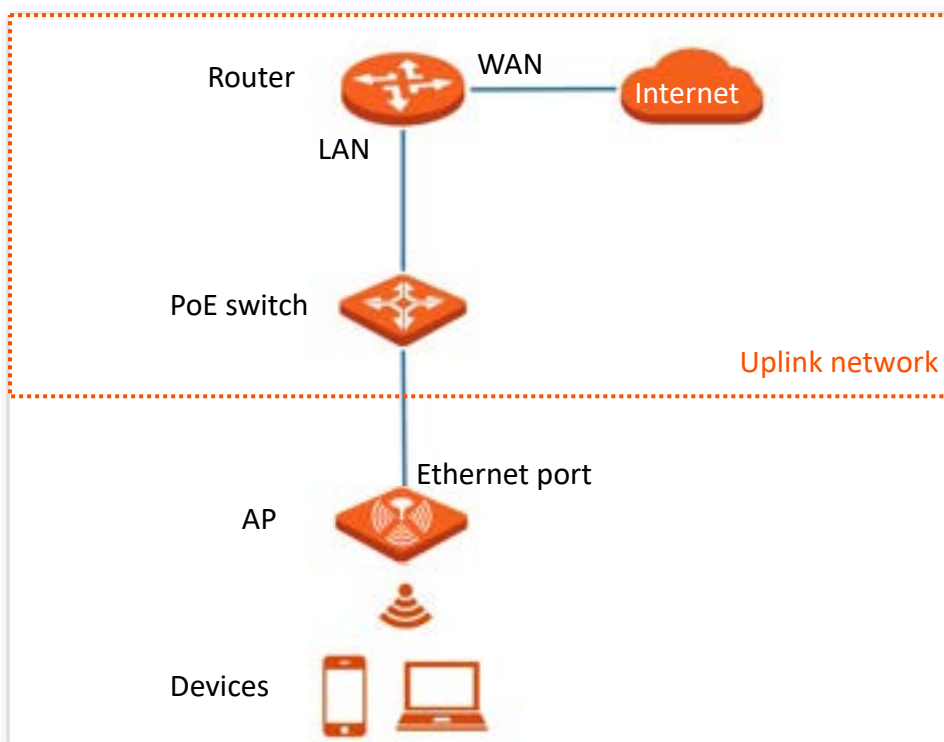 Router
WAN
Internet
LAN
PoE switch
Uplink network
Ethernet port
AP
Devices